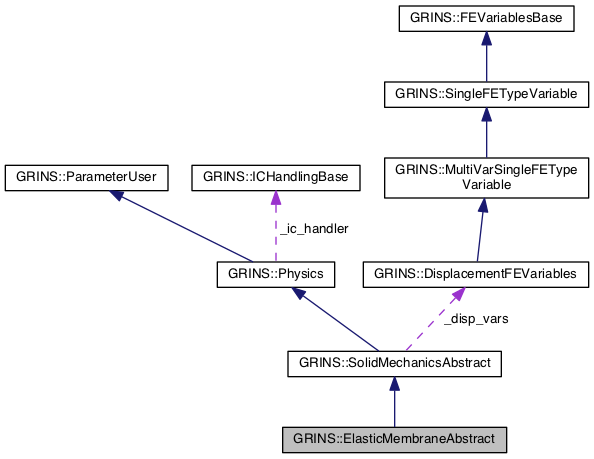 GRINS::FEVariablesBase
GRINS::SingleFETypeVariable
GRINS::ParameterUser
GRINS::ICHandlingBase
GRINS::MultiVarSingleFEType
Variable
_ic_handler
GRINS::Physics
GRINS::DisplacementFEVariables
_disp_vars
GRINS::SolidMechanicsAbstract
GRINS::ElasticMembraneAbstract